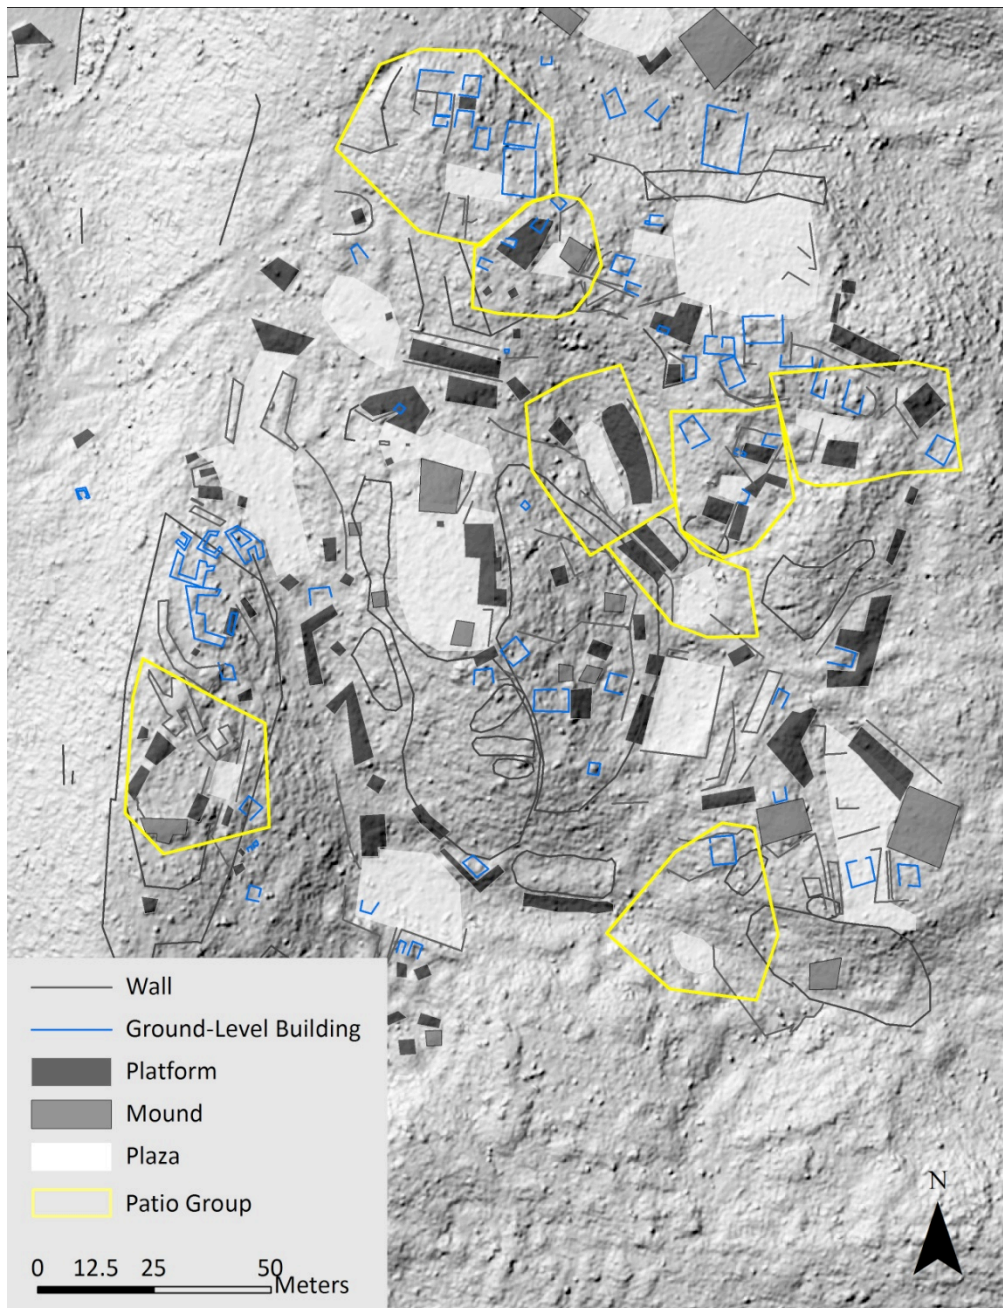 Wall
Ground-Level Building
Platform
Mound
Plaza
Patio Group
0 12.5 25 50 Meters
N